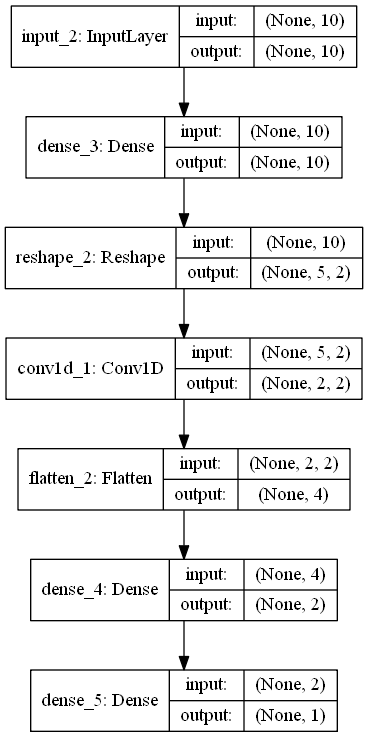 input_2: InputLayer
input: (None, 10)
output: (None, 10)
dense_3: Dense
input: (None, 10)
output: (None, 10)
reshape_2: Reshape
input: (None, 10)
output: (None, 5, 2)
conv1d_1: Conv1D
input: (None, 5, 2)
output: (None, 2, 2)
flatten_2: Flatten
input: (None, 2, 2)
output: (None, 4)
dense_4: Dense
input: (None, 4)
output: (None, 2)
dense_5: Dense
input: (None, 2)
output: (None, 1)